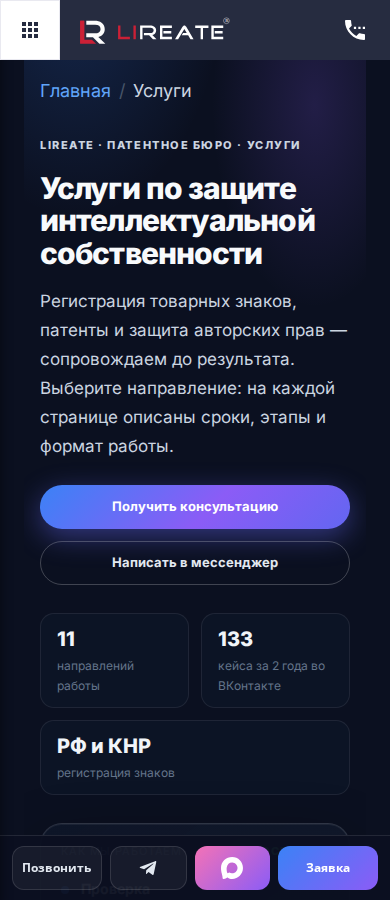 LIREATE®
Главная / Услуги
LIREATE · ПАТЕНТНОЕ БЮРО · УСЛУГИ
Услуги по защите
интеллектуальной
собственности
Регистрация товарных знаков,
патенты и защита авторских прав —
сопровождаем до результата.
Выберите направление: на каждой
странице описаны сроки, этапы и
формат работы.
Получить консультацию
Написать в мессенджер
11
направлений
работы
133
кейса за 2 года во
ВКонтакте
РФ и КНР
регистрация знаков
Позвонить
Заявка
Проверка